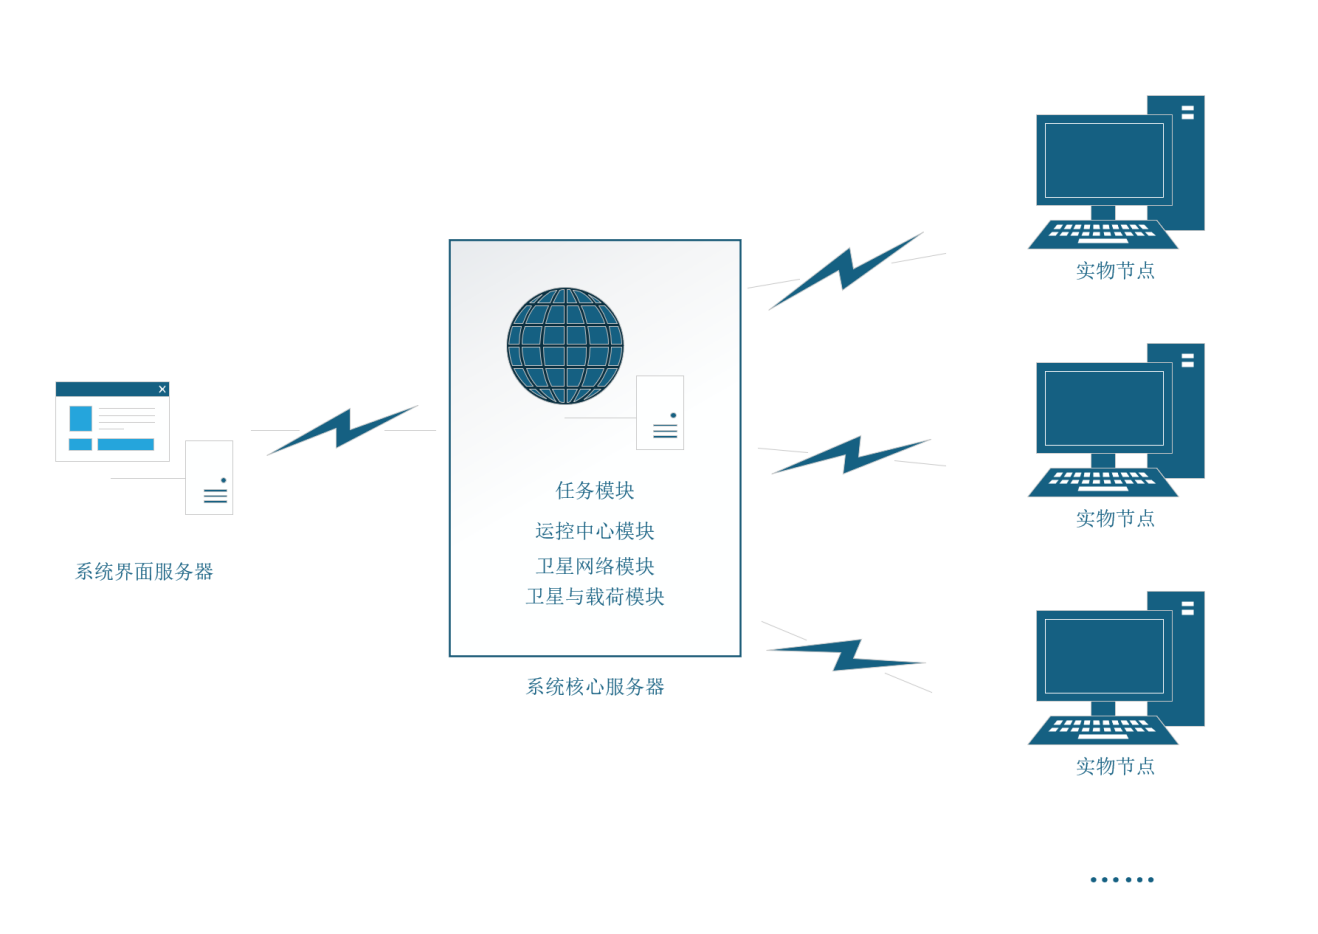 系统界面服务器
任务模块
运控中心模块
卫星网络模块
卫星与载荷模块
系统核心服务器
实物节点
实物节点
实物节点
……